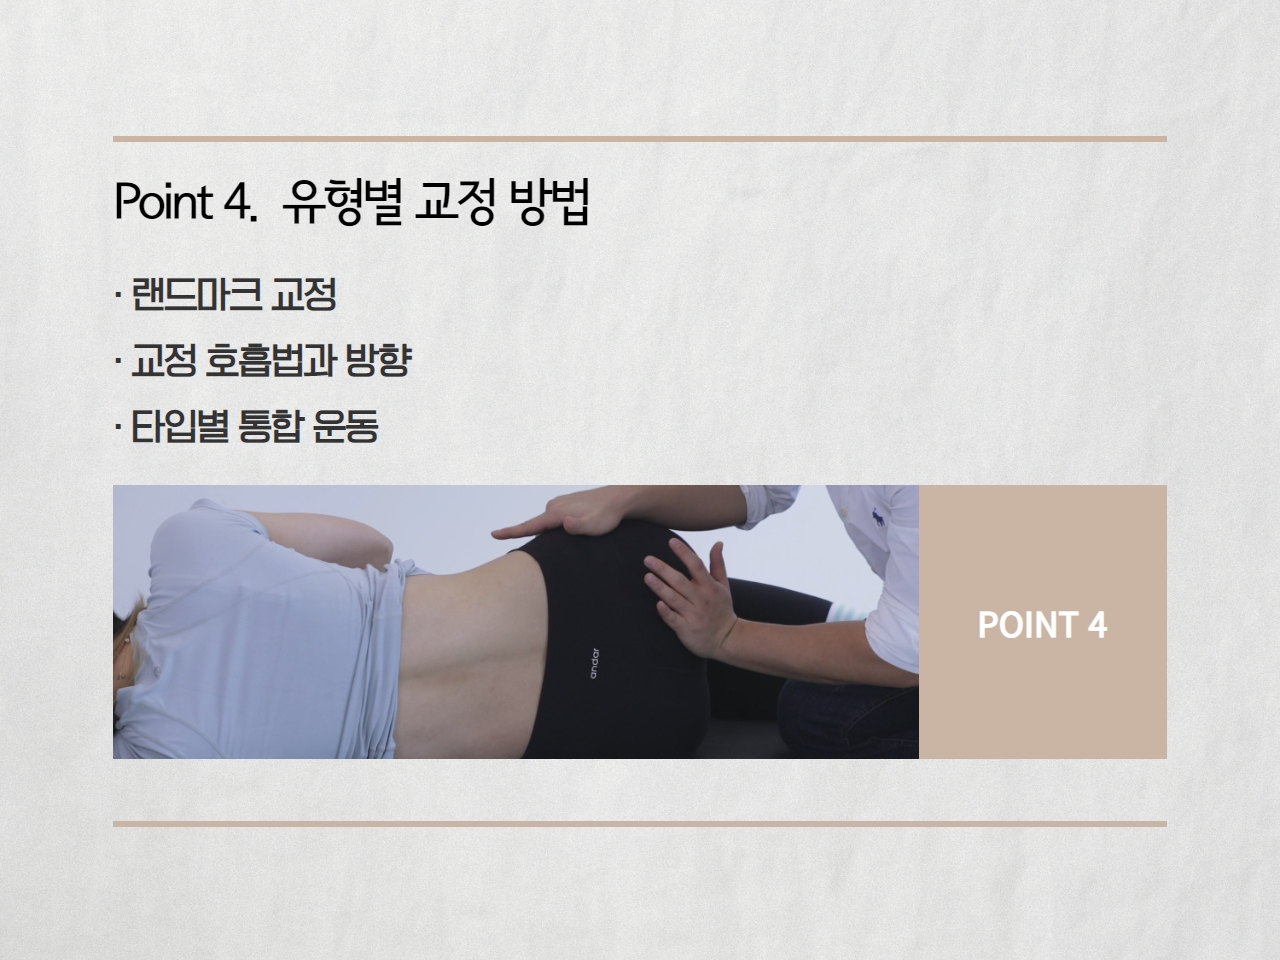 Point 4. 유형별 교정 방법
· 랜드마크 교정
· 교정 호흡법과 방향
· 타입별 통합 운동
andar
POINT 4